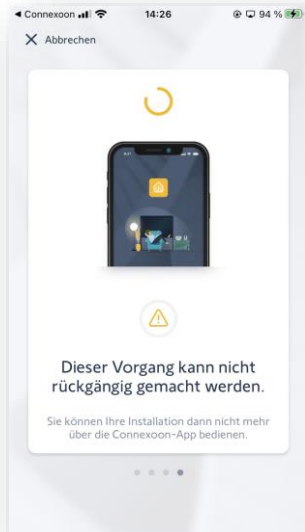 Connexoon 14:26 94 %
Abbrechen
Dieser Vorgang kann nicht
rückgängig gemacht werden.
Sie können Ihre Installation dann nicht mehr
über die Connexoon-App bedienen.